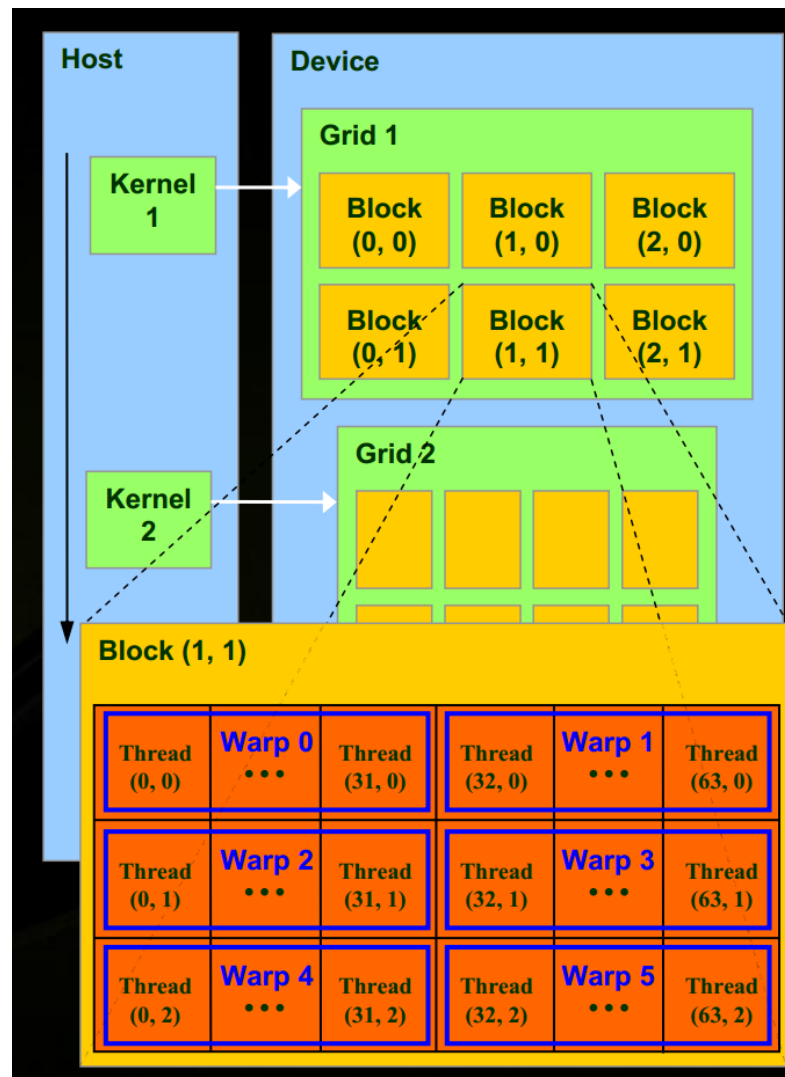 Host
Device
Grid 1
Kernel
1
Block
(0, 0)
Block
(1, 0)
Block
(2, 0)
Block
(0, 1)
Block
(1, 1)
Block
(2, 1)
Grid 2
Kernel
2
Block (1, 1)
Warp 0
Thread
(0, 0)
•••
Thread
(31, 0)
Warp 1
Thread
(32, 0)
•••
Thread
(63, 0)
Warp 2
Thread
(0, 1)
•••
Thread
(31, 1)
Warp 3
Thread
(32, 1)
•••
Thread
(63, 1)
Warp 4
Thread
(0, 2)
•••
Thread
(31, 2)
Warp 5
Thread
(32, 2)
•••
Thread
(63, 2)